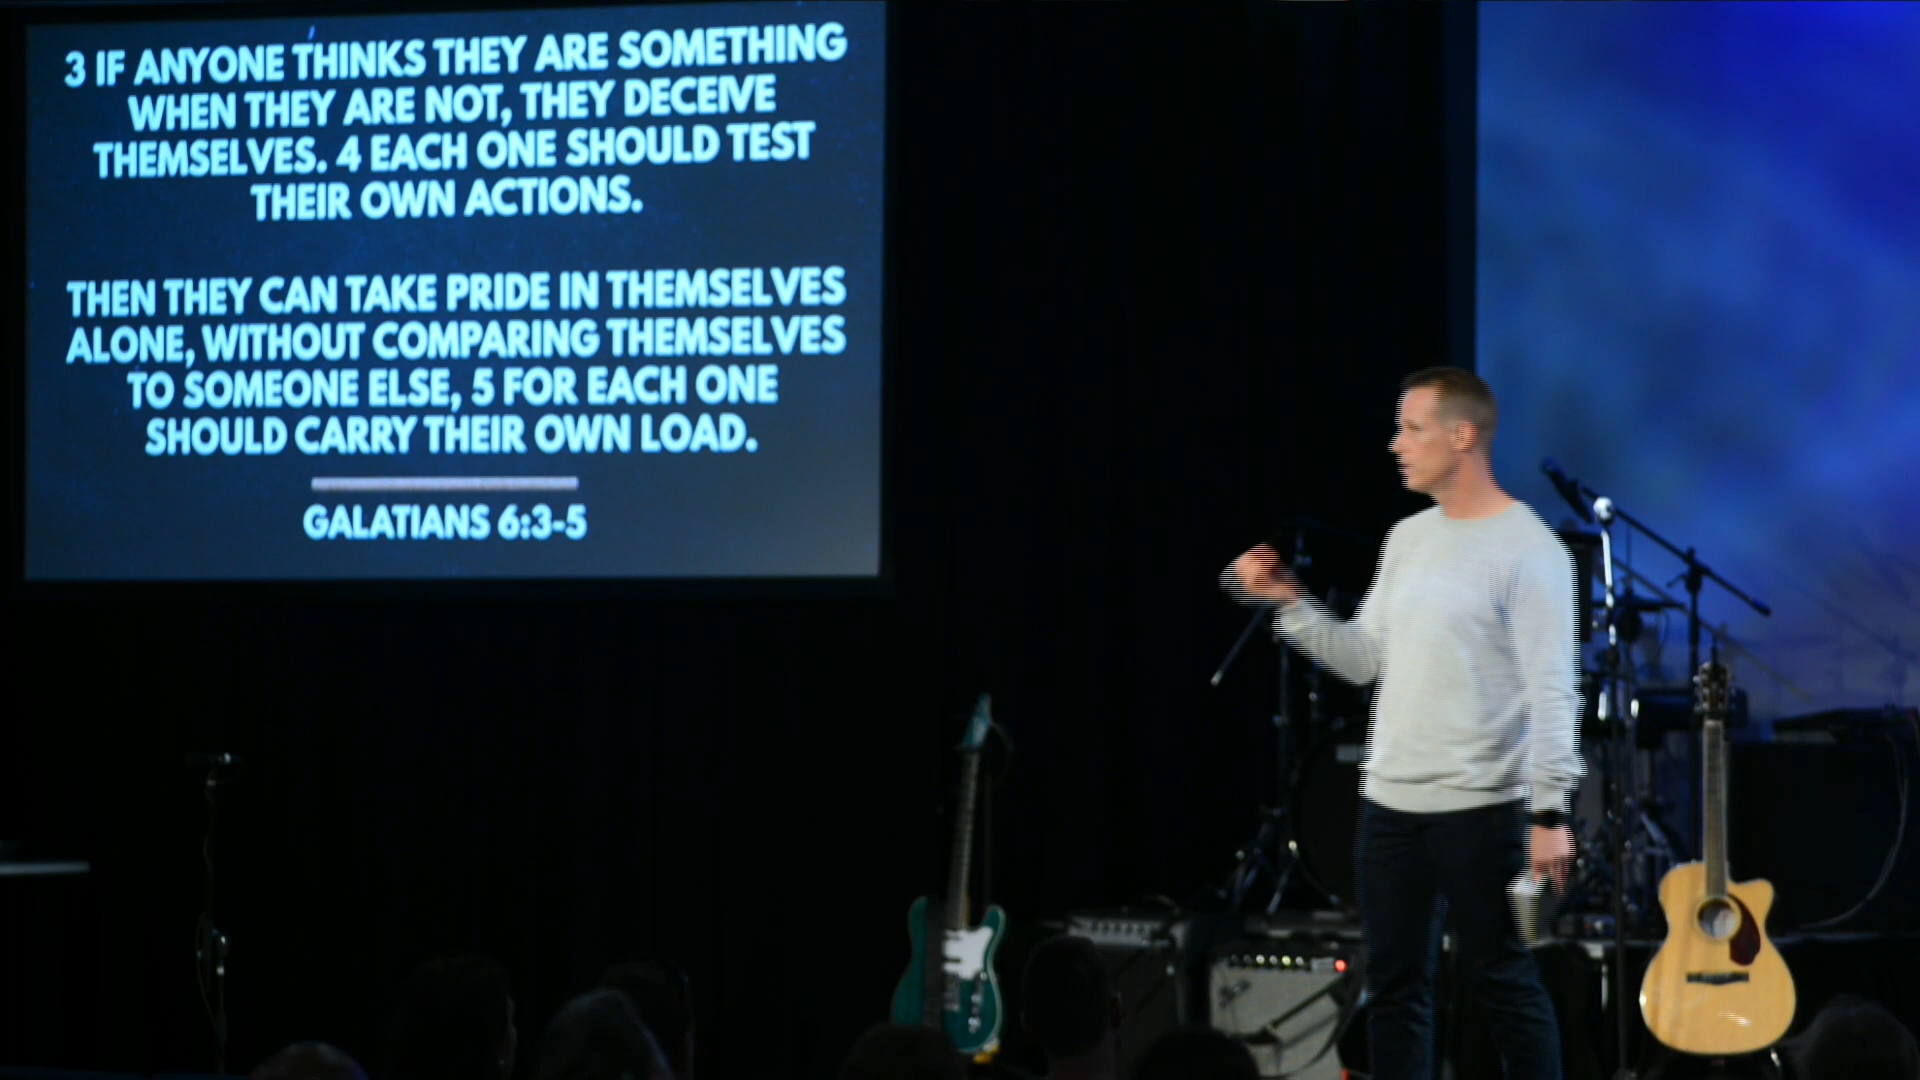 3 IF ANYONE THINKS THEY ARE SOMETHING
WHEN THEY ARE NOT, THEY DECEIVE
THEMSELVES. 4 EACH ONE SHOULD TEST
THEIR OWN ACTIONS.
THEN THEY CAN TAKE PRIDE IN THEMSELVES
ALONE, WITHOUT COMPARING THEMSELVES
TO SOMEONE ELSE, 5 FOR EACH ONE
SHOULD CARRY THEIR OWN LOAD.
GALATIANS 6:3-5